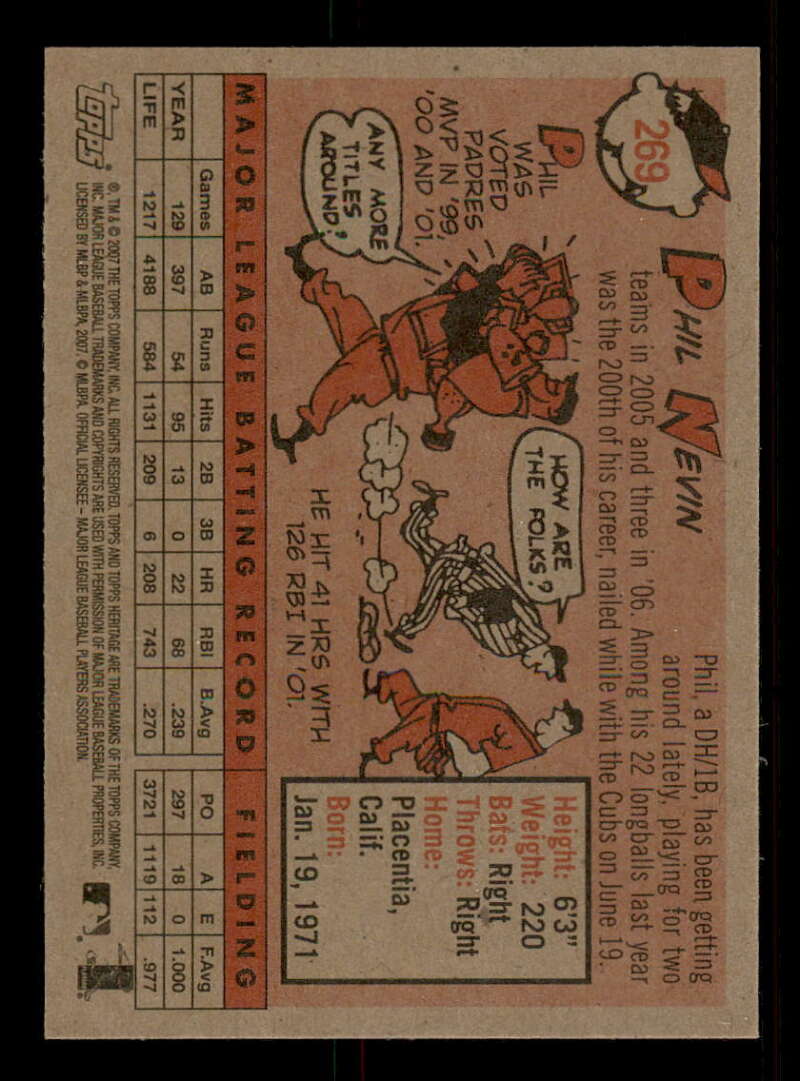 269
PHIL NEVIN
Phil, a DH/1B, has been getting
around lately, playing for two
teams in 2005 and three in '06. Among his 22 longballs last year
was the 200th of his career, nailed while with the Cubs on June 19.
PHIL
WAS
VOTED
PADRES
MVP IN '99,
'00 AND '01.
ANY MORE
TITLES
AROUND?
HOW ARE
THE FOLKS?
HE HIT 41 HRS WITH
126 RBI IN '01.
Height: 6'3"
Weight: 220
Bats: Right
Throws: Right
Home:
Placentia,
Calif.
Born:
Jan. 19, 1971
MAJOR LEAGUE BATTING RECORD FIELDING
Games AB Runs Hits 2B 3B HR RBI B.Avg PO A E F.Avg
YEAR 129 397 54 95 13 0 22 68 .239 297 18 0 1.000
LIFE 1217 4188 584 1131 209 6 208 743 .270 3721 1119 112 .977
TOPPS
®, TM & © 2007 THE TOPPS COMPANY, INC. ALL RIGHTS RESERVED. TOPPS AND TOPPS HERITAGE ARE TRADEMARKS OF THE TOPPS COMPANY,
INC. MAJOR LEAGUE BASEBALL TRADEMARKS AND COPYRIGHTS ARE USED WITH PERMISSION OF MAJOR LEAGUE BASEBALL PROPERTIES, INC.
LICENSED BY MLBP & MLBPA, 2007. © MLBPA. OFFICIAL LICENSEE – MAJOR LEAGUE BASEBALL PLAYERS ASSOCIATION.